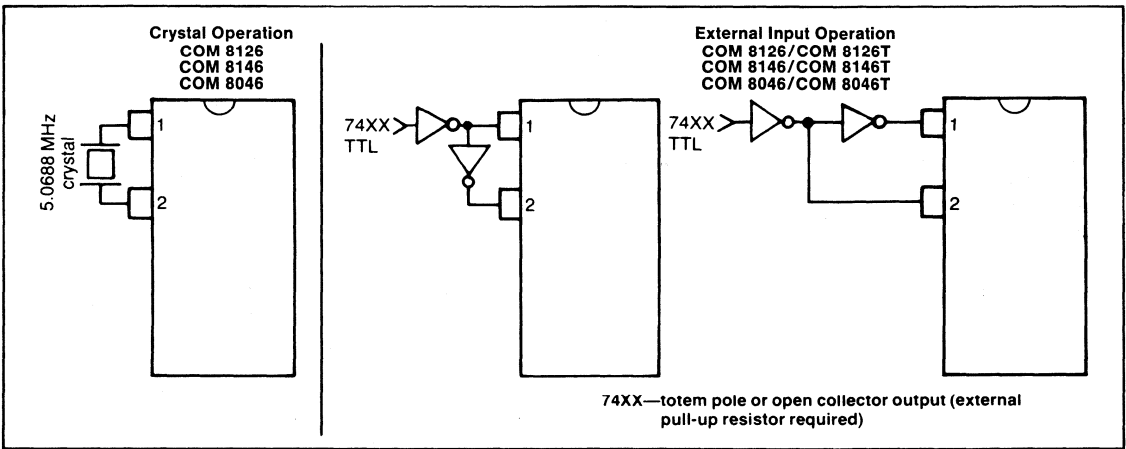 Crystal Operation
COM 8126
COM 8146
COM 8046
5.0688 MHz
crystal
1
2
External Input Operation
COM 8126/COM 8126T
COM 8146/COM 8146T
COM 8046/COM 8046T
74XX
TTL
1
2
74XX
TTL
1
2
74XX—totem pole or open collector output (external
pull-up resistor required)